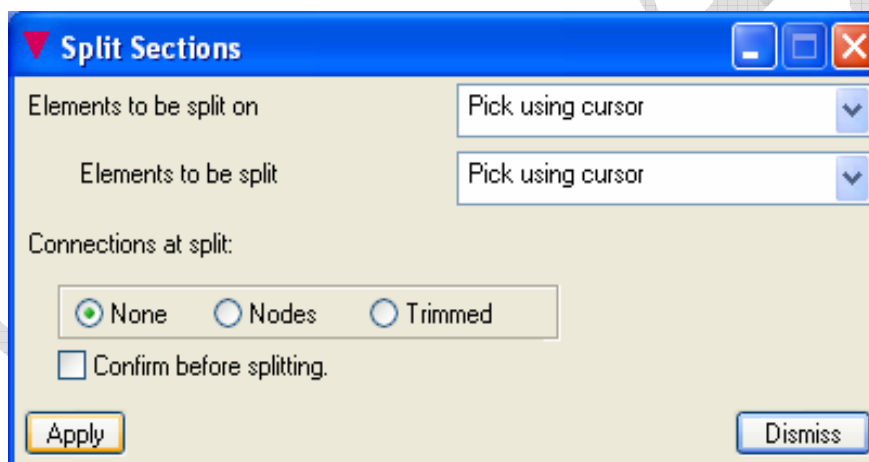 Split Sections
Elements to be split on Pick using cursor
Elements to be split Pick using cursor
Connections at split:
None Nodes Trimmed
Confirm before splitting.
Apply Dismiss